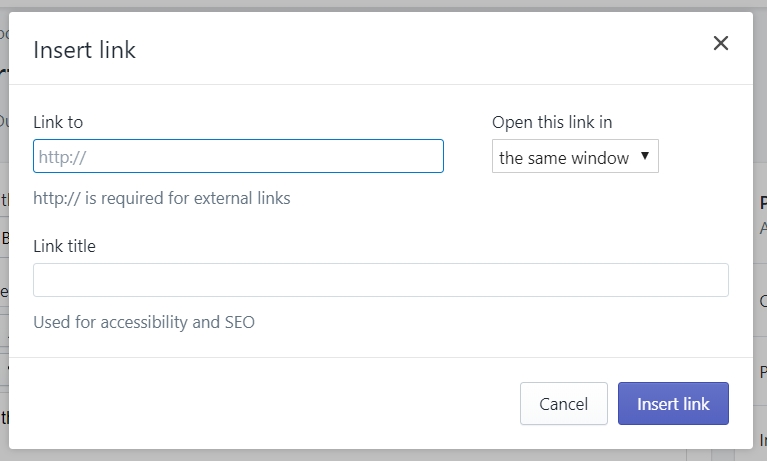 Insert link
Link to
Open this link in
http://
the same window
http:// is required for external links
Link title
Used for accessibility and SEO
Cancel
Insert link